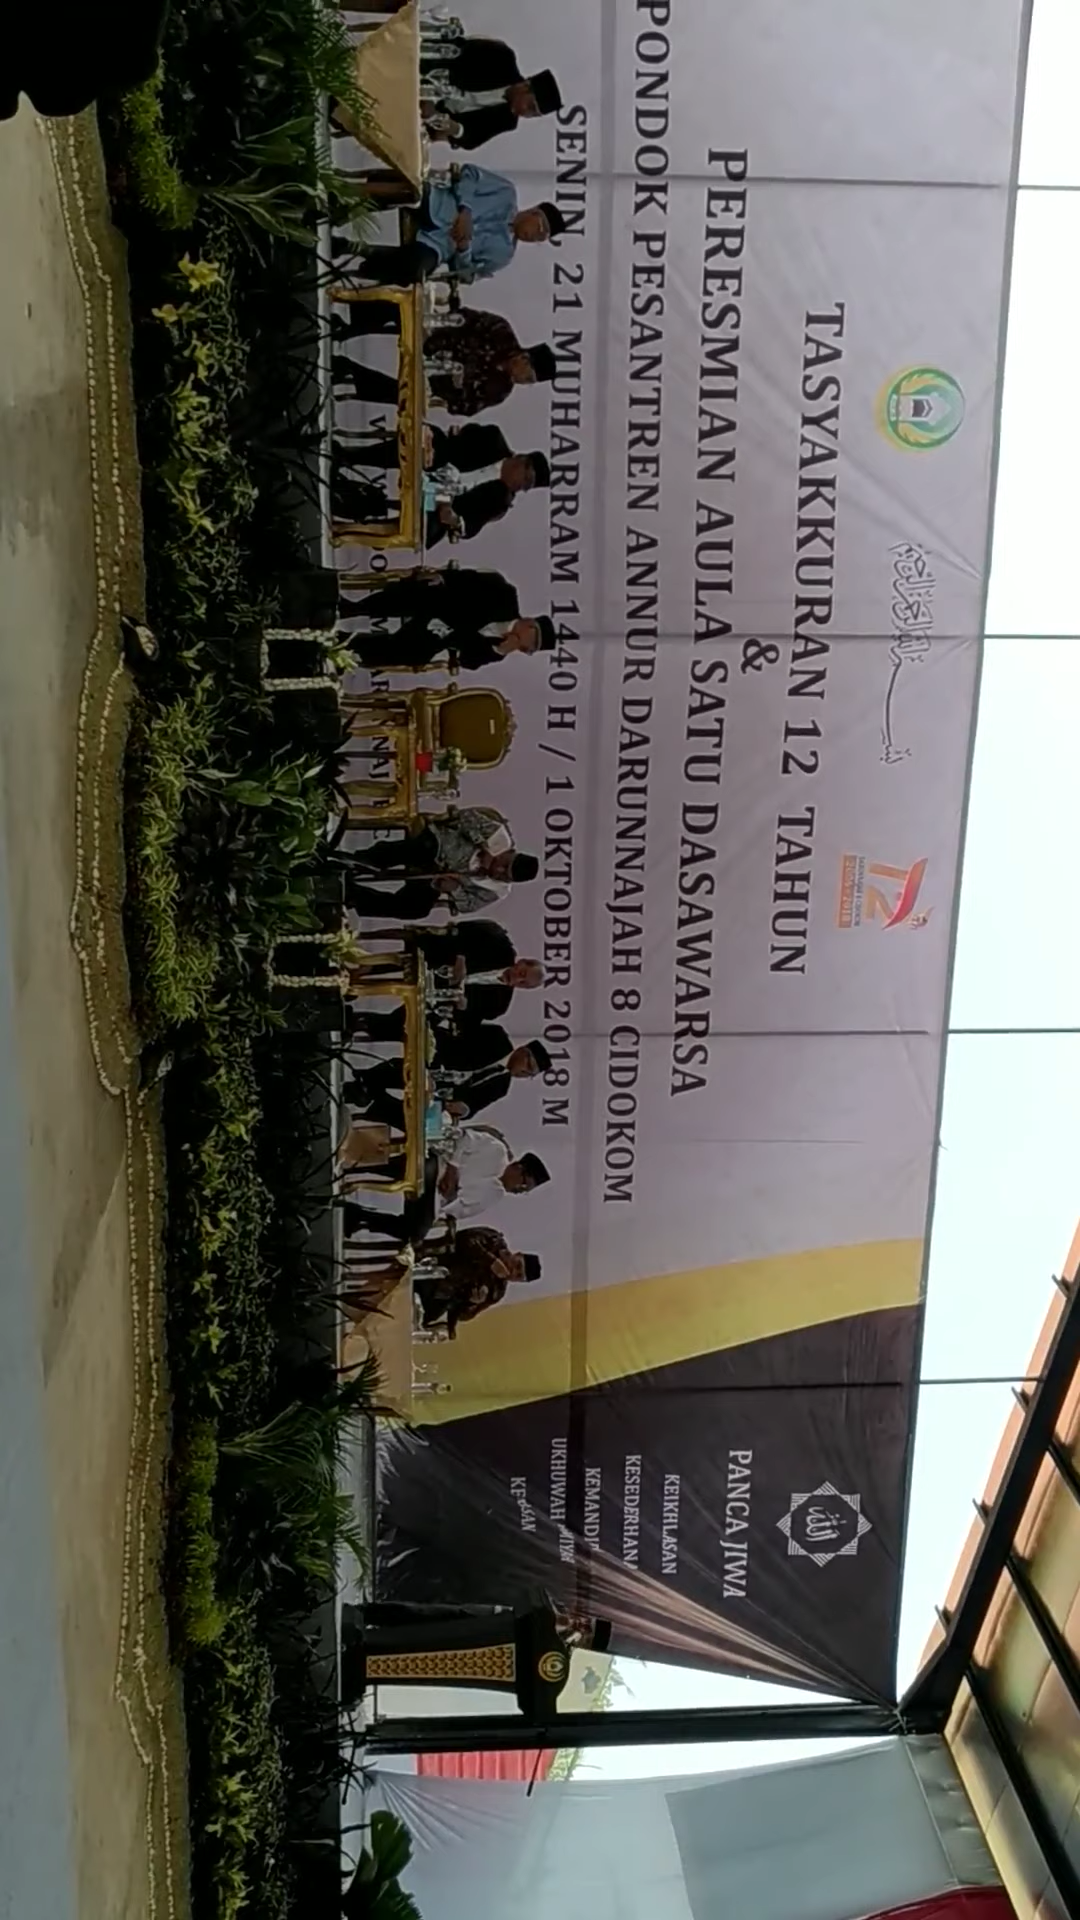 TASYAKKURAN 12 TAHUN
&
PERESMIAN AULA SATU DASAWARSA
PONDOK PESANTREN ANNUR DARUNNAJAH 8 CIDOKOM
SENIN, 21 MUHARRAM 1440 H / 1 OKTOBER 2018 M
PANCA JIWA
KEIKHLASAN